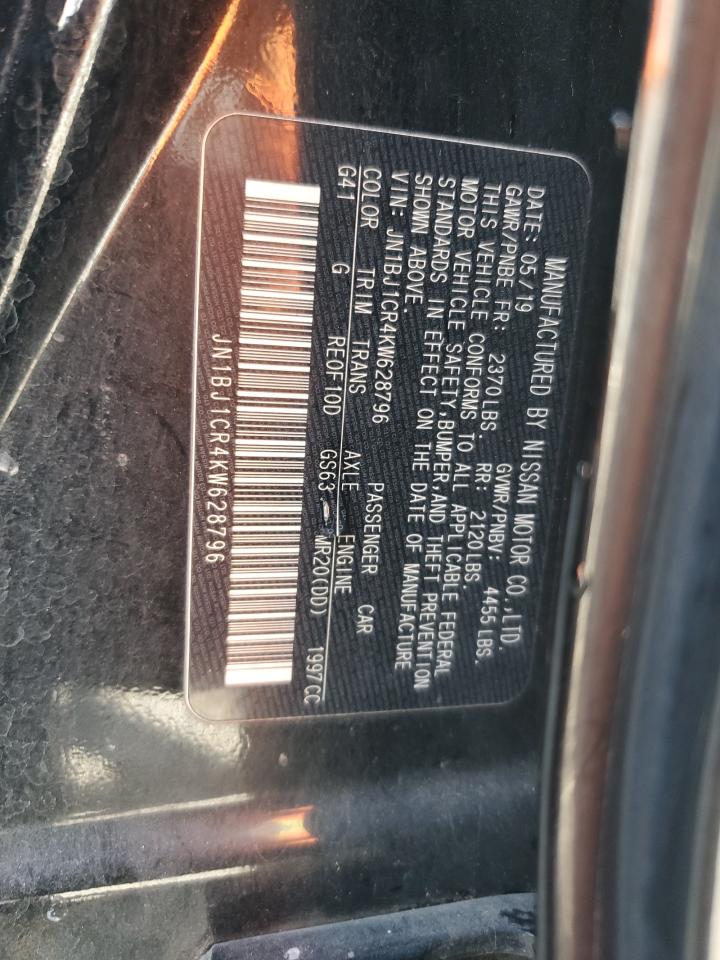 MANUFACTURED BY NISSAN MOTOR CO.,LTD.
DATE: 05/19 GVWR/PNBV: 4455 LBS.
GAWR/PNBE FR: 2370LBS. RR: 2120LBS.
THIS VEHICLE CONFORMS TO ALL APPLICABLE FEDERAL
MOTOR VEHICLE SAFETY,BUMPER,AND THEFT PREVENTION
STANDARDS IN EFFECT ON THE DATE OF MANUFACTURE
SHOWN ABOVE.
VIN: JN1BJ1CR4KW628796 PASSENGER CAR
COLOR TRIM TRANS AXLE ENGINE
G41 G RE0F10D GS63 MR20(DD) 1997CC
JN1BJ1CR4KW628796